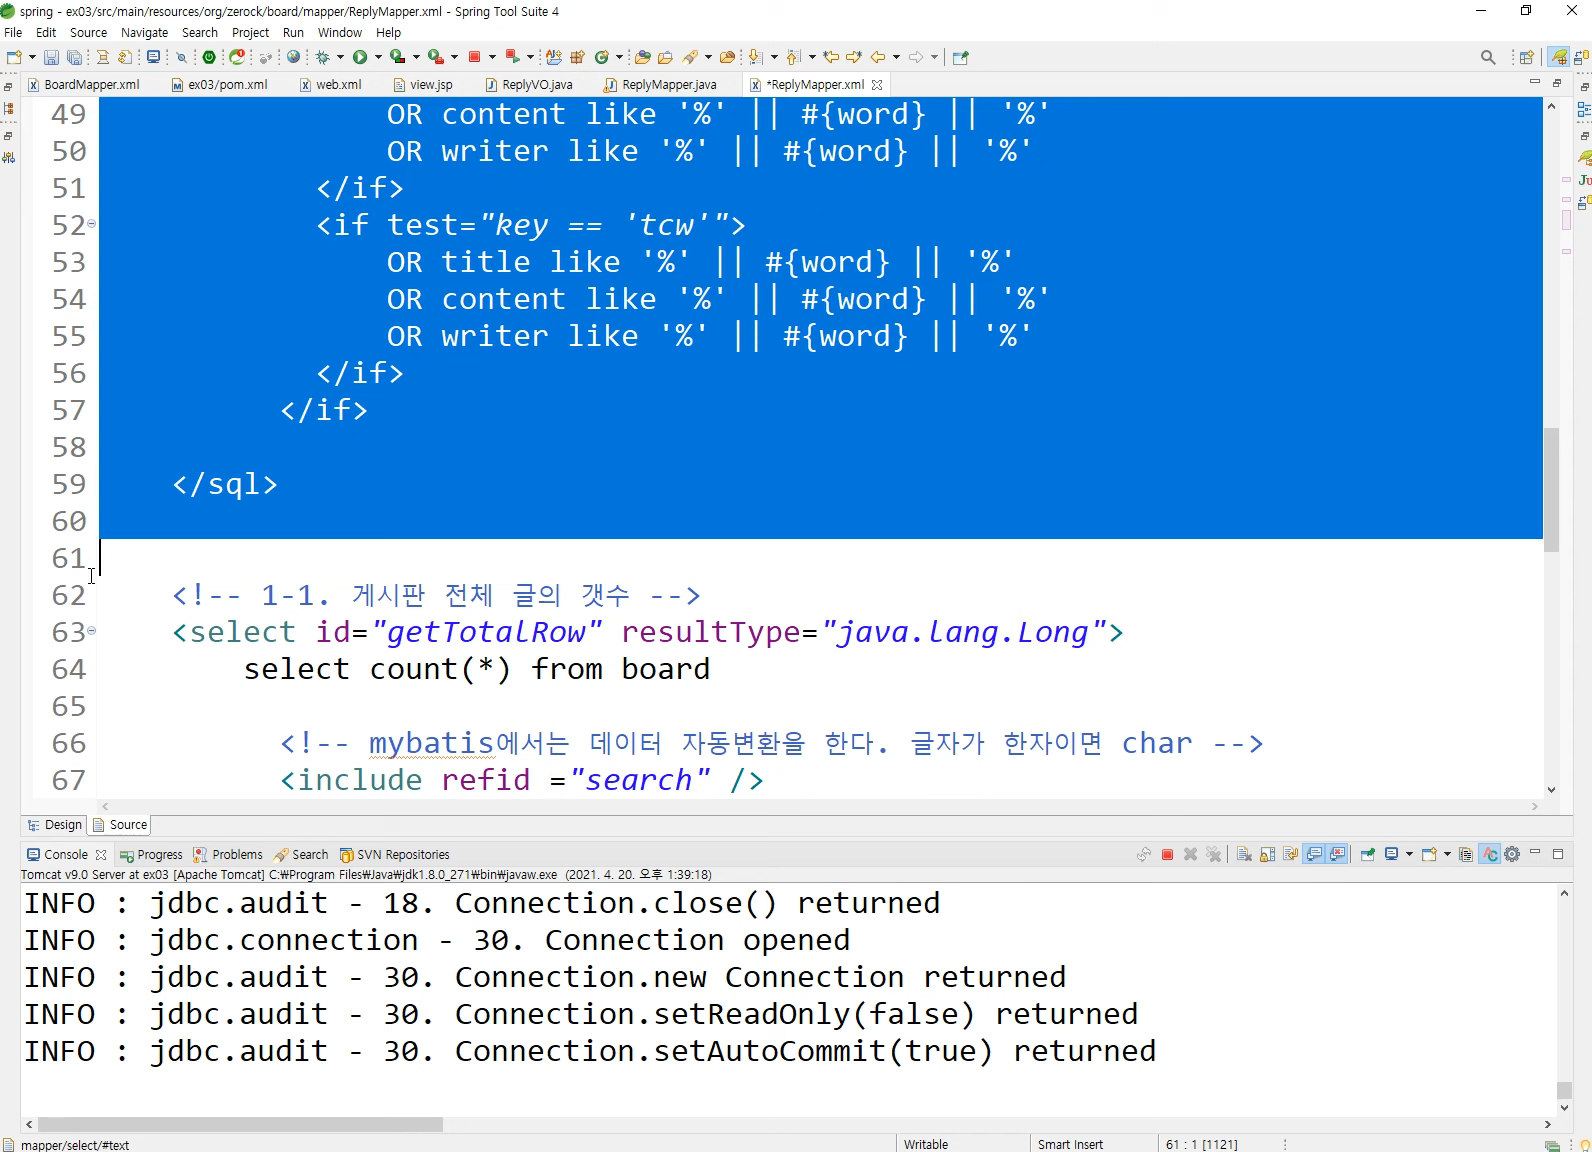 spring - ex03/src/main/resources/org/zerock/board/mapper/ReplyMapper.xml - Spring Tool Suite 4
File Edit Source Navigate Search Project Run Window Help
BoardMapper.xml ex03/pom.xml web.xml view.jsp ReplyVO.java ReplyMapper.java *ReplyMapper.xml
49 OR content like '%' || #{word} || '%'
50 OR writer like '%' || #{word} || '%'
51 </if>
52 <if test="key == 'tcw'">
53 OR title like '%' || #{word} || '%'
54 OR content like '%' || #{word} || '%'
55 OR writer like '%' || #{word} || '%'
56 </if>
57 </if>
58
59 </sql>
60
61
62 <!-- 1-1. 게시판 전체 글의 갯수 -->
63 <select id="getTotalRow" resultType="java.lang.Long">
64 select count(*) from board
65
66 <!-- mybatis에서는 데이터 자동변환을 한다. 글자가 한자이면 char -->
67 <include refid ="search" />
Design Source
Console Progress Problems Search SVN Repositories
Tomcat v9.0 Server at ex03 [Apache Tomcat] C:₩Program Files₩Java₩jdk1.8.0_271₩bin₩javaw.exe (2021. 4. 20. 오후 1:39:18)
INFO : jdbc.audit - 18. Connection.close() returned
INFO : jdbc.connection - 30. Connection opened
INFO : jdbc.audit - 30. Connection.new Connection returned
INFO : jdbc.audit - 30. Connection.setReadOnly(false) returned
INFO : jdbc.audit - 30. Connection.setAutoCommit(true) returned
mapper/select/#text Writable Smart Insert 61 : 1 [1121]